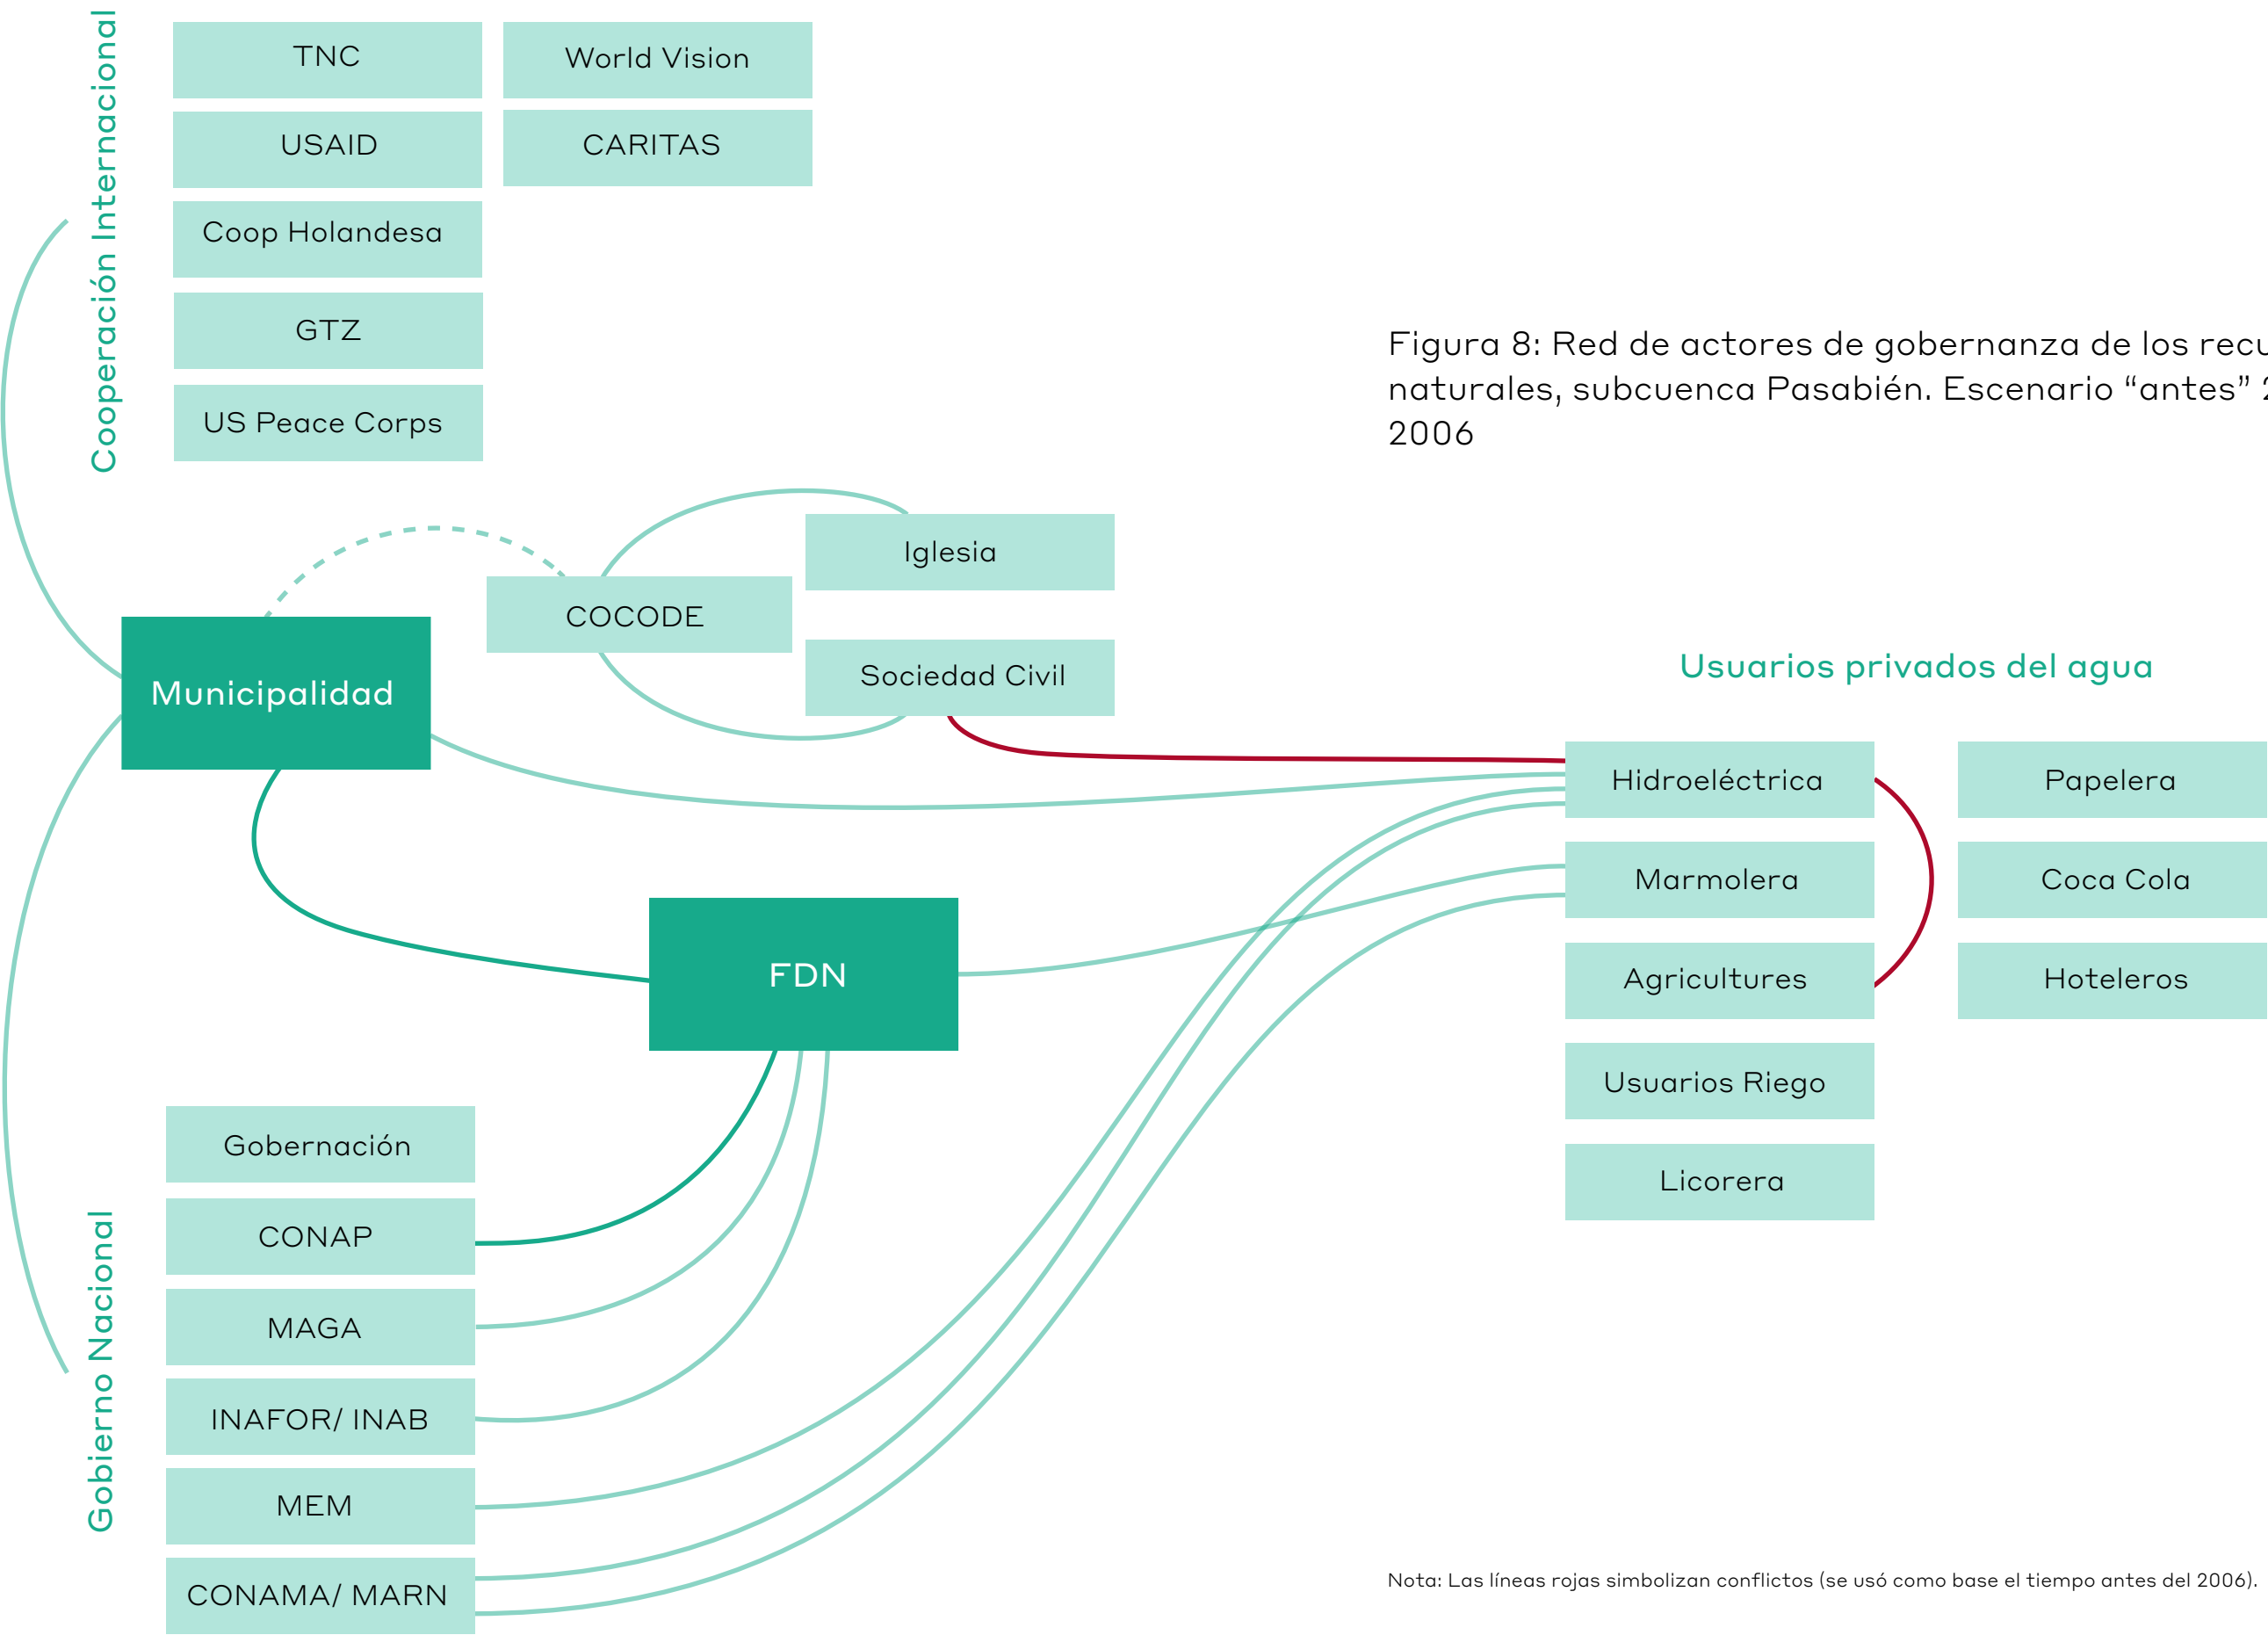 Cooperación Internacional
TNC
World Vision
USAID
CARITAS
Coop Holandesa
GTZ
US Peace Corps
Figura 8: Red de actores de gobernanza de los
naturales, subcuenca Pasabién. Escenario “antes”
2006
Iglesia
COCODE
Sociedad Civil
Municipalidad
Usuarios privados del agua
Hidroeléctrica
Papelera
Marmolera
Coca Cola
FDN
Agricultures
Hoteleros
Usuarios Riego
Licorera
Gobierno Nacional
Gobernación
CONAP
MAGA
INAFOR/ INAB
MEM
CONAMA/ MARN
Nota: Las líneas rojas simbolizan conflictos (se usó como base el tiempo antes del 2006).